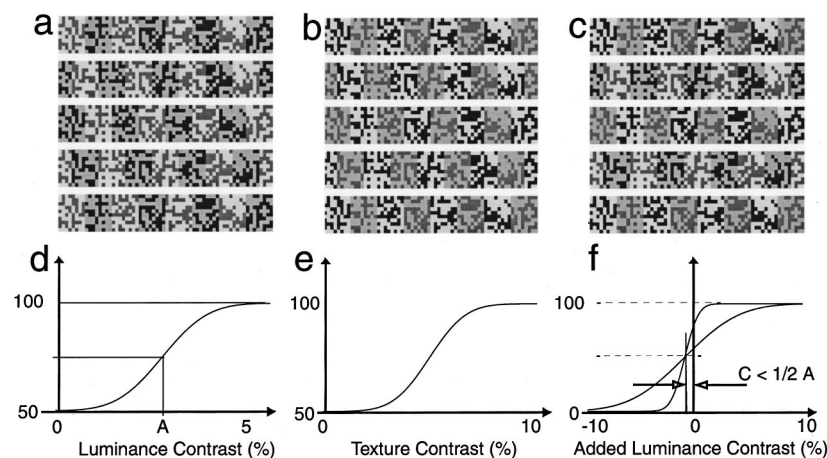 a b c
d e f
100 100 100
C < 1/2 A
50 50 0
0 A 5 0 10 -10 0 10
Luminance Contrast (%) Texture Contrast (%) Added Luminance Contrast (%)